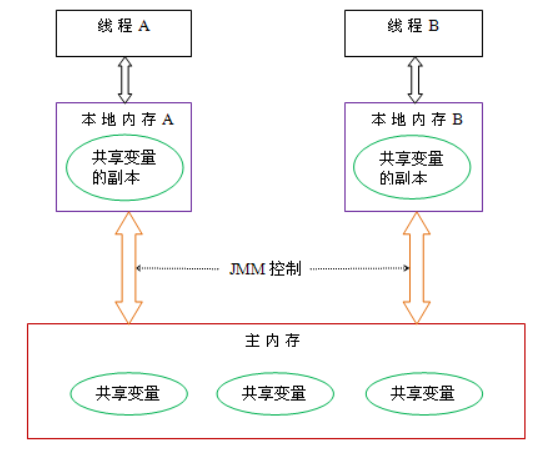 线程 A
线程 B
本地内存 A
本地内存 B
共享变量
的副本
共享变量
的副本
JMM 控制
主内存
共享变量
共享变量
共享变量